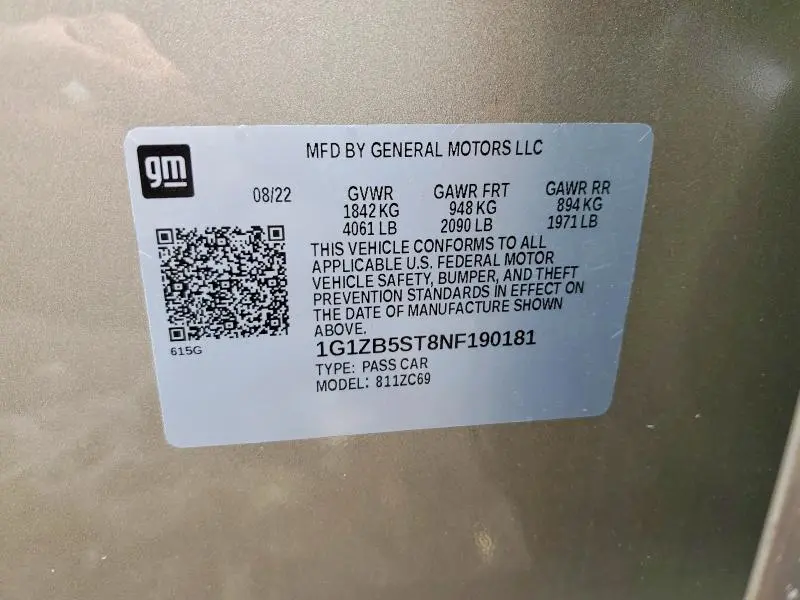 gm
MFD BY GENERAL MOTORS LLC
08/22
GVWR
1842 KG
4061 LB
GAWR FRT
948 KG
2090 LB
GAWR RR
894 KG
1971 LB
THIS VEHICLE CONFORMS TO ALL
APPLICABLE U.S. FEDERAL MOTOR
VEHICLE SAFETY, BUMPER, AND THEFT
PREVENTION STANDARDS IN EFFECT ON
THE DATE OF MANUFACTURE SHOWN
ABOVE.
615G
1G1ZB5ST8NF190181
TYPE: PASS CAR
MODEL: 811ZC69